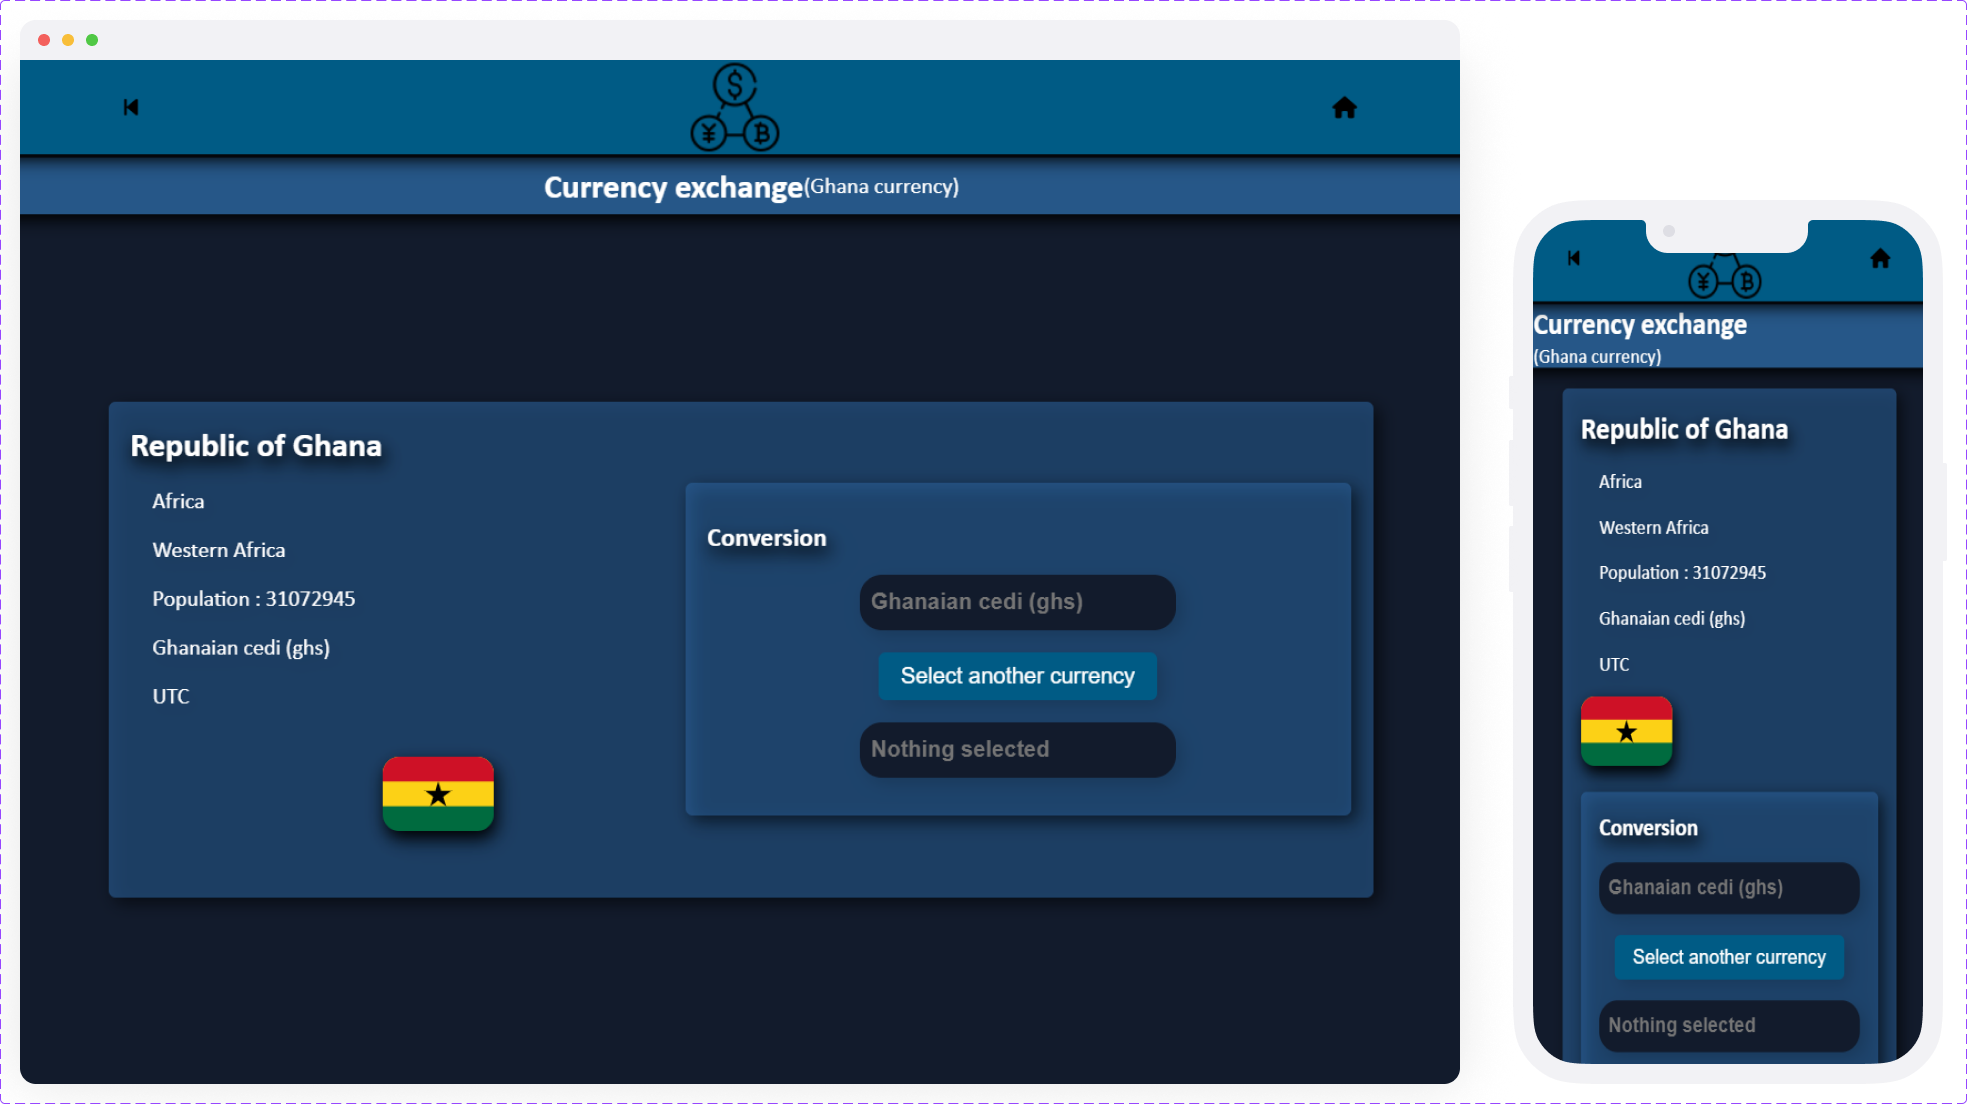 $
¥ B
Currency exchange(Ghana currency)
Republic of Ghana
Africa
Western Africa
Population : 31072945
Ghanaian cedi (ghs)
UTC
Conversion
Ghanaian cedi (ghs)
Select another currency
Nothing selected
¥ B
Currency exchange
(Ghana currency)
Republic of Ghana
Africa
Western Africa
Population : 31072945
Ghanaian cedi (ghs)
UTC
Conversion
Ghanaian cedi (ghs)
Select another currency
Nothing selected